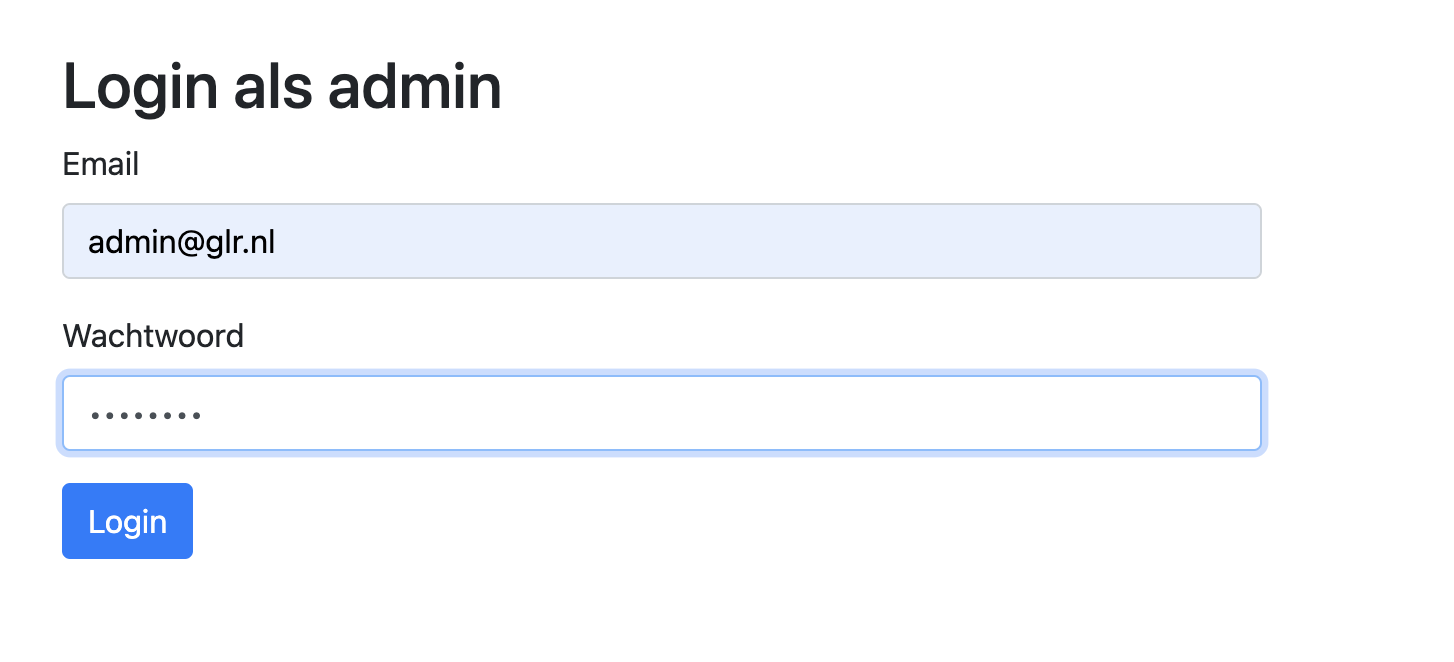 Login als admin
Email
admin@glr.nl
Wachtwoord
••••••••
Login